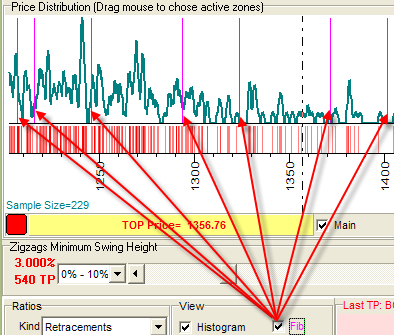 Price Distribution (Drag mouse to chose active zones)
1250
1300
1350
1400
Sample Size=229
TOP Price= 1356.76
Main
Zigzags Minimum Swing Height
3.000%
540 TP
0% - 10%
Ratios
View
Last TP:
Kind
Retracements
Histogram
Fib